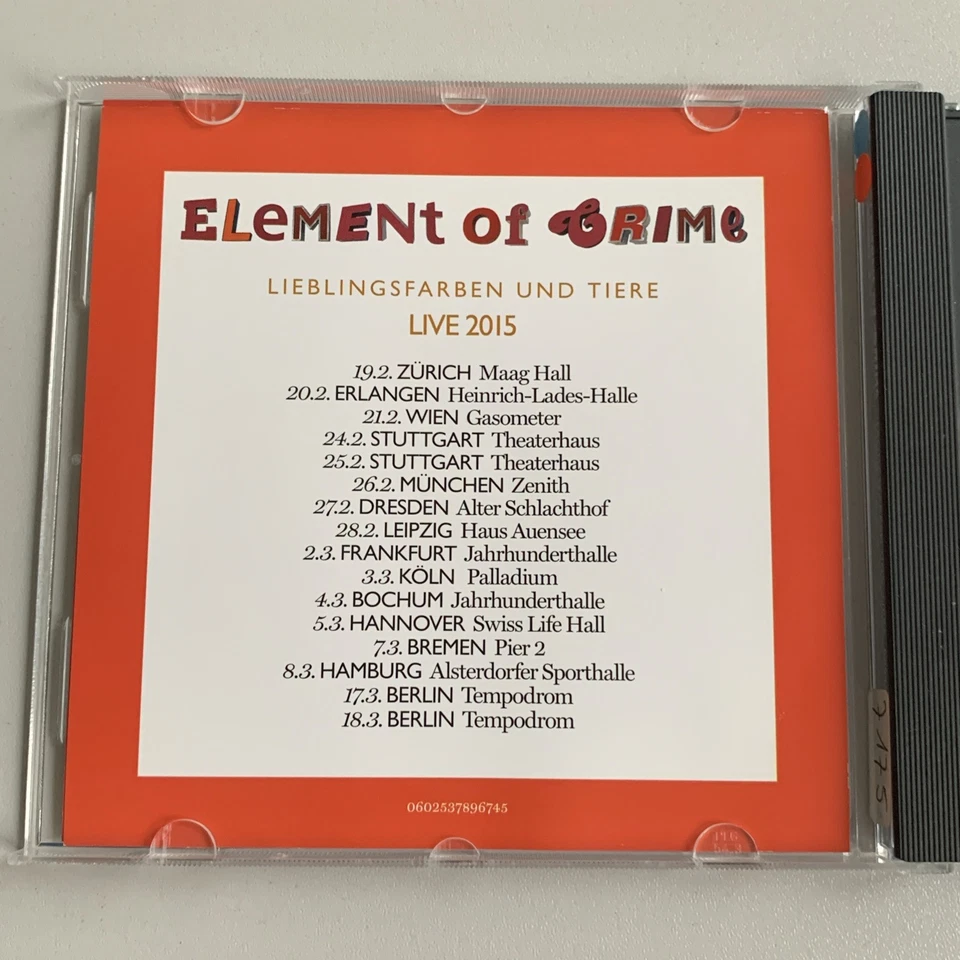 ELeMENt of CRIMe
LIEBLINGSFARBEN UND TIERE
LIVE 2015
19.2. ZÜRICH Maag Hall
20.2. ERLANGEN Heinrich-Lades-Halle
21.2. WIEN Gasometer
24.2. STUTTGART Theaterhaus
25.2. STUTTGART Theaterhaus
26.2. MÜNCHEN Zenith
27.2. DRESDEN Alter Schlachthof
28.2. LEIPZIG Haus Auensee
2.3. FRANKFURT Jahrhunderthalle
3.3. KÖLN Palladium
4.3. BOCHUM Jahrhunderthalle
5.3. HANNOVER Swiss Life Hall
7.3. BREMEN Pier 2
8.3. HAMBURG Alsterdorfer Sporthalle
17.3. BERLIN Tempodrom
18.3. BERLIN Tempodrom
0602537896745